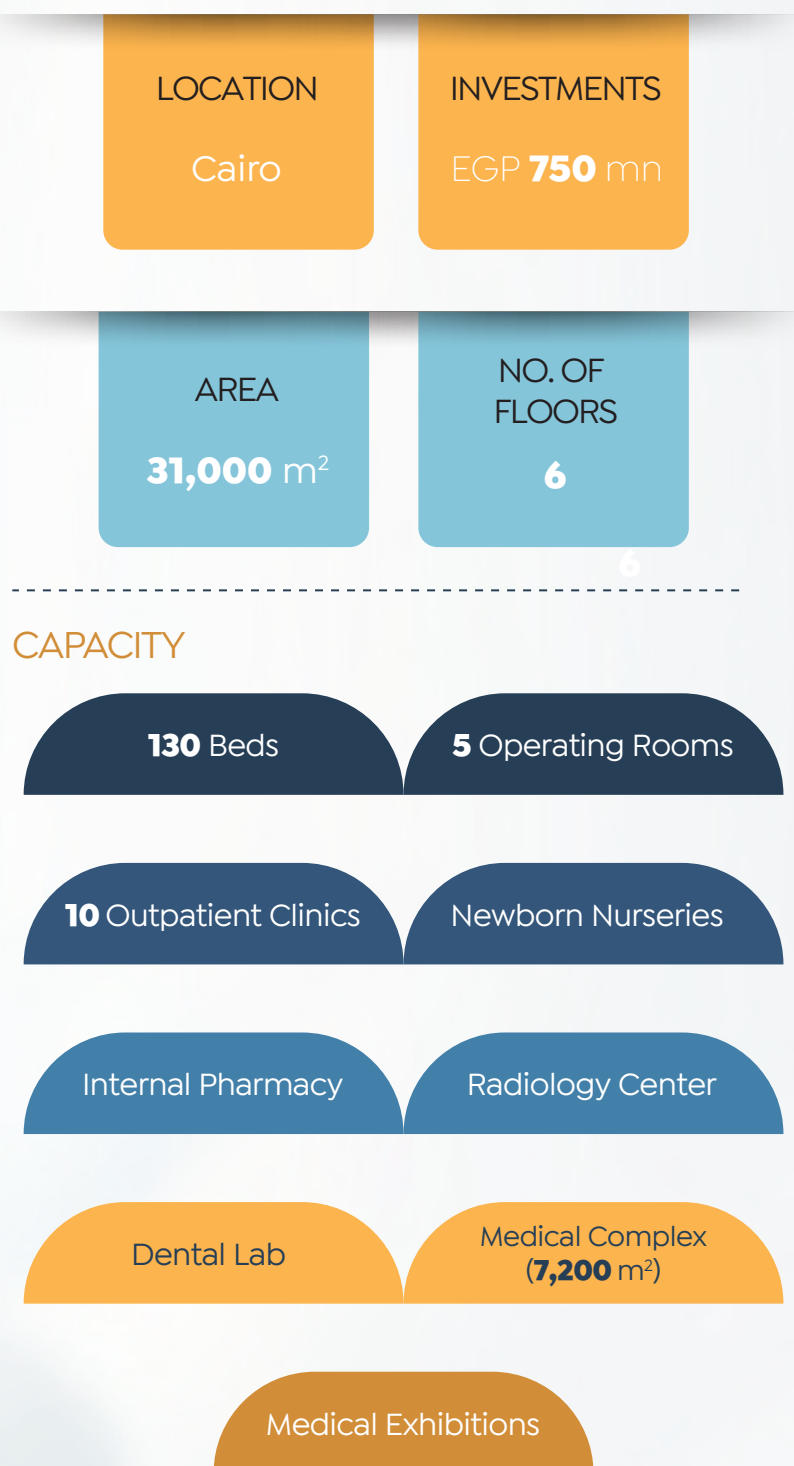 LOCATION
Cairo
INVESTMENTS
EGP 750 mn
AREA
31,000 m²
NO. OF
FLOORS
6
6
CAPACITY
130 Beds
5 Operating Rooms
10 Outpatient Clinics
Newborn Nurseries
Internal Pharmacy
Radiology Center
Dental Lab
Medical Complex
(7,200 m²)
Medical Exhibitions